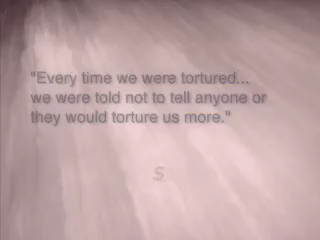 "Every time we were tortured...
we were told not to tell anyone or
they would torture us more."
S